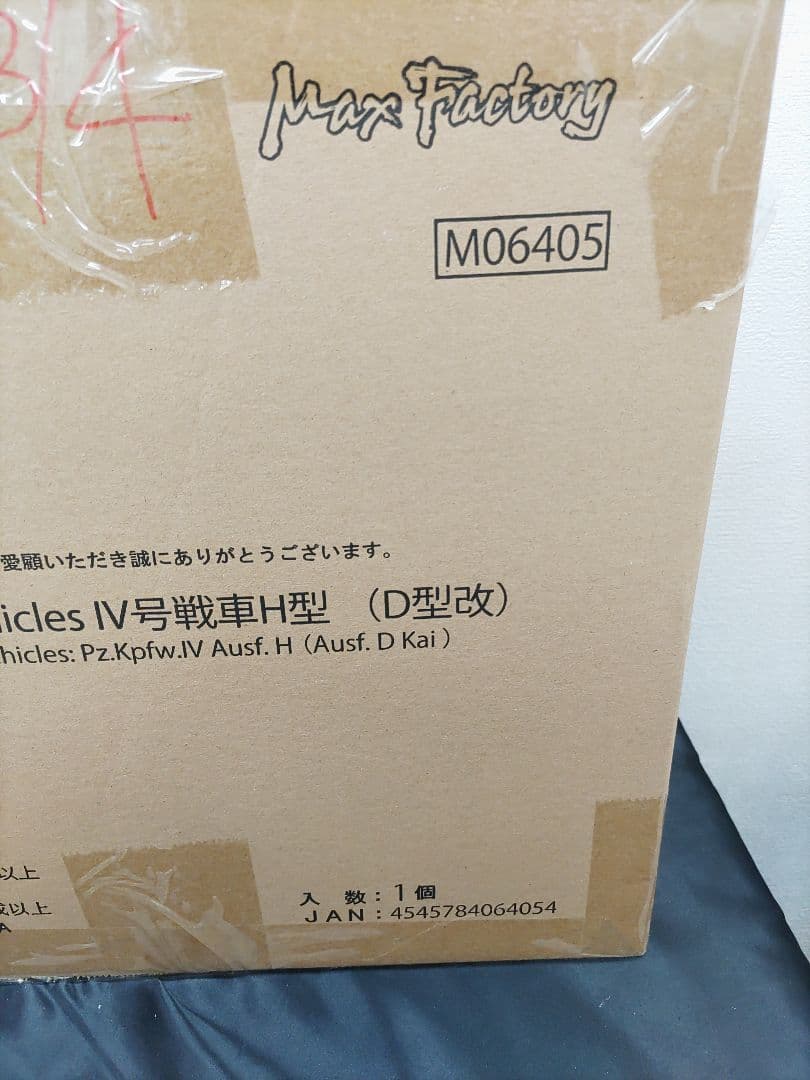 3/4
Max Factory
M06405
愛顧いただき誠にありがとうございます。
icles IV号戦車H型 （D型改）
hicles: Pz.Kpfw.IV Ausf. H（Ausf. D Kai）
以上
以上
A
入 数：1個
JAN：4545784064054